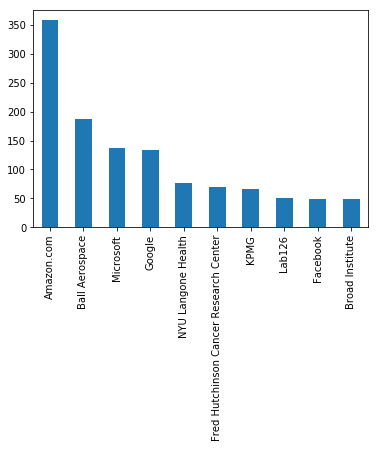 350
300
250
200
150
100
50
0
Amazon.com
Ball Aerospace
Microsoft
Google
NYU Langone Health
Fred Hutchinson Cancer Research Center
KPMG
Lab126
Facebook
Broad Institute